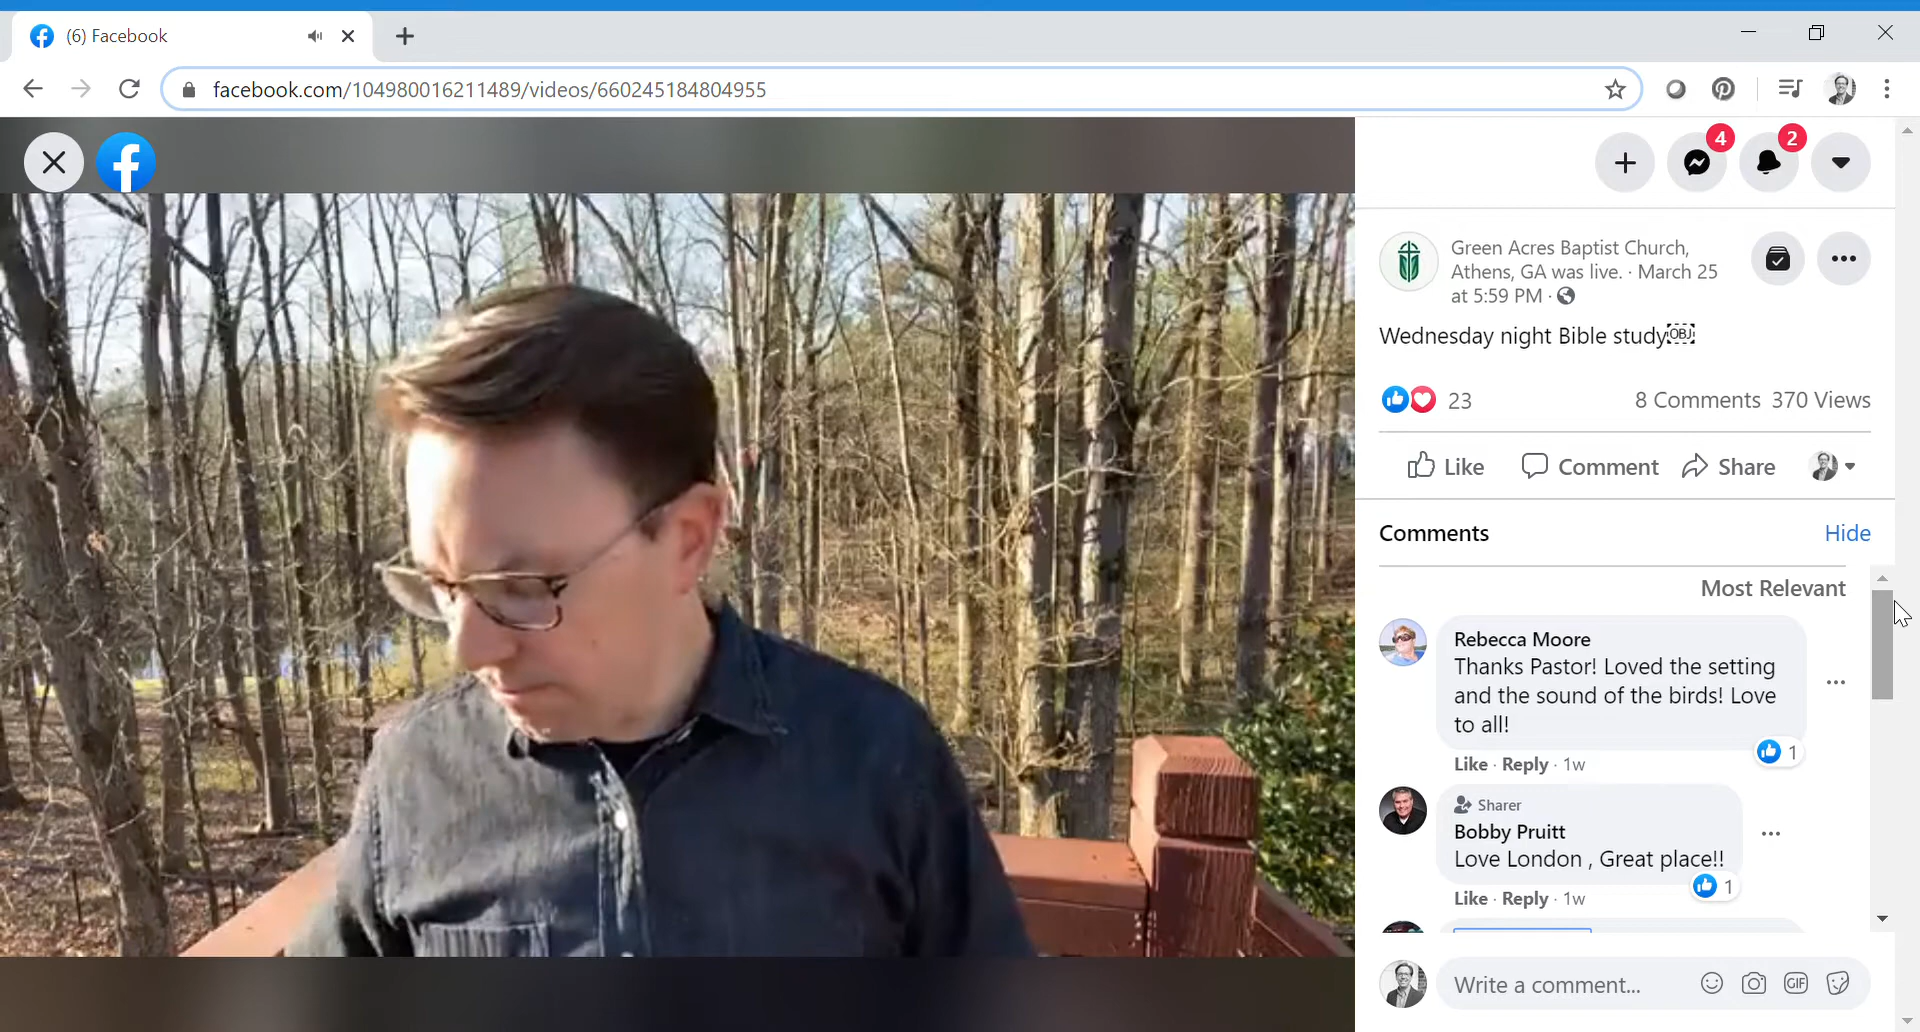 (6) Facebook
facebook.com/104980016211489/videos/660245184804955
4
2
Green Acres Baptist Church,
Athens, GA was live. · March 25
at 5:59 PM ·
Wednesday night Bible study￼
23
8 Comments 370 Views
Like Comment Share
Comments Hide
Most Relevant
Rebecca Moore
Thanks Pastor! Loved the setting
and the sound of the birds! Love
to all!
1
Like · Reply · 1w
Sharer
Bobby Pruitt
Love London , Great place!!
1
Like · Reply · 1w
Write a comment...
GIF